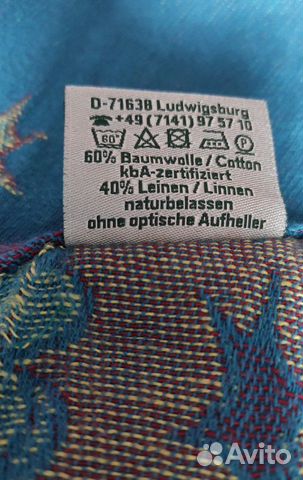 D-71638 Ludwigsburg
☎ +49 (7141) 97 57 10
60° P
60% Baumwolle / Cotton
kbA-zertifiziert
40% Leinen / Linnen
naturbelassen
ohne optische Aufheller
Avito